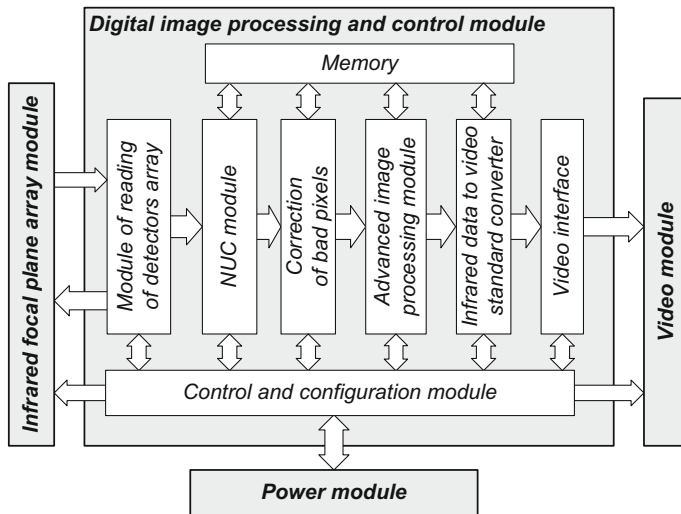 Digital image processing and control module
Memory
Infrared focal plane array module
Module of reading
of detectors array
NUC module
Correction
of bad pixels
Advanced image
processing module
Infrared data to video
standard converter
Video interface
Video module
Control and configuration module
Power module